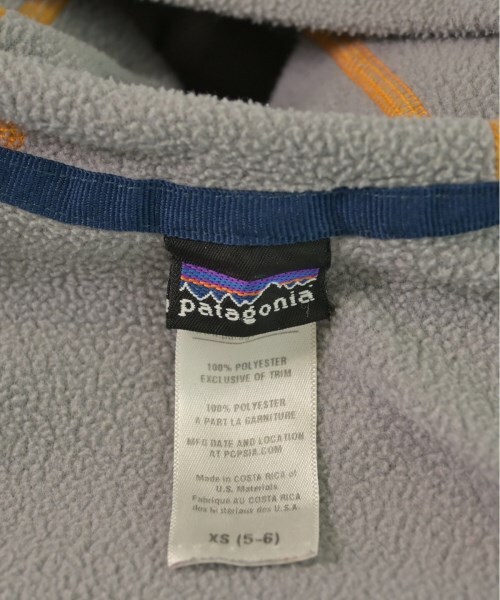 patagonia
100% POLYESTER
EXCLUSIVE OF TRIM
100% POLYESTER
A PART LA GARNITURE
MFG DATE AND LOCATION
AT PCPSIA.COM
Made in COSTA RICA of
U.S. Materials
Fabriqué AU COSTA RICA
des Matériaux des U.S.A.
XS (5-6)